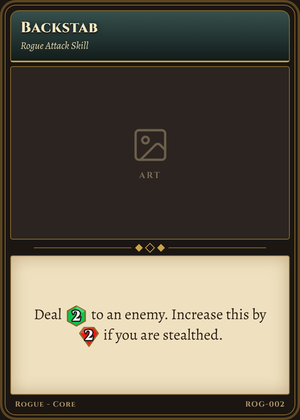 Backstab
Rogue Attack Skill
ART
Deal 2 to an enemy. Increase this by
2 if you are stealthed.
Rogue - Core
ROG-002